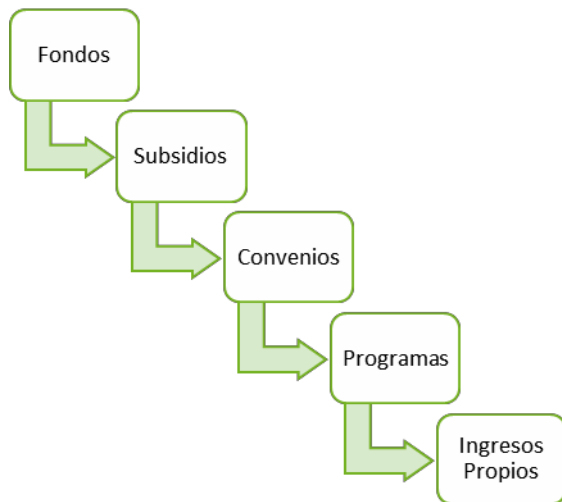 Fondos
Subsidios
Convenios
Programas
Ingresos
Propios